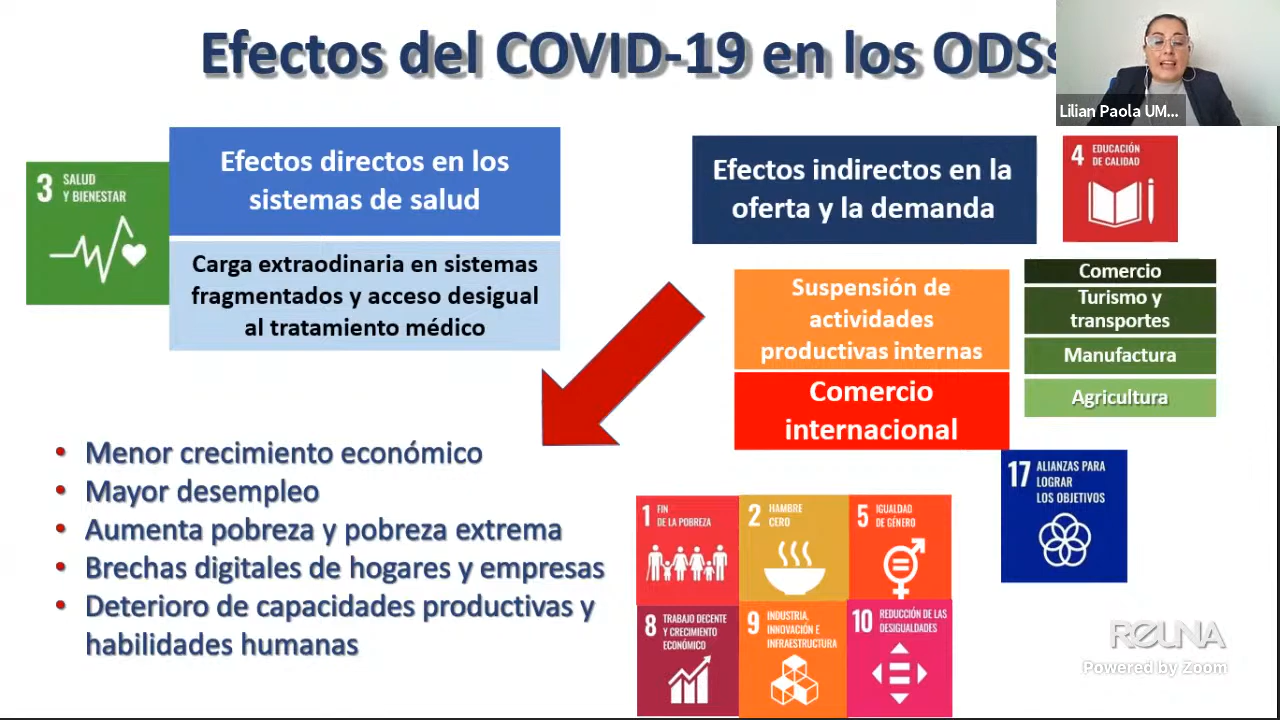 Efectos del COVID-19 en los ODSs
Lilian Paola UM...
3 SALUD
Y BIENESTAR
Efectos directos en los
sistemas de salud
Carga extraodinaria en sistemas
fragmentados y acceso desigual
al tratamiento médico
Efectos indirectos en la
oferta y la demanda
4 EDUCACIÓN
DE CALIDAD
Suspensión de
actividades
productivas internas
Comercio
internacional
Comercio
Turismo y
transportes
Manufactura
Agricultura
• Menor crecimiento económico
• Mayor desempleo
• Aumenta pobreza y pobreza extrema
• Brechas digitales de hogares y empresas
• Deterioro de capacidades productivas y
habilidades humanas
17 ALIANZAS PARA
LOGRAR
LOS OBJETIVOS
1 FIN
DE LA POBREZA
2 HAMBRE
CERO
5 IGUALDAD
DE GÉNERO
8 TRABAJO DECENTE
Y CRECIMIENTO
ECONÓMICO
9 INDUSTRIA,
INNOVACIÓN E
INFRAESTRUCTURA
10 REDUCCIÓN DE LAS
DESIGUALDADES
REUNA
Powered by Zoom